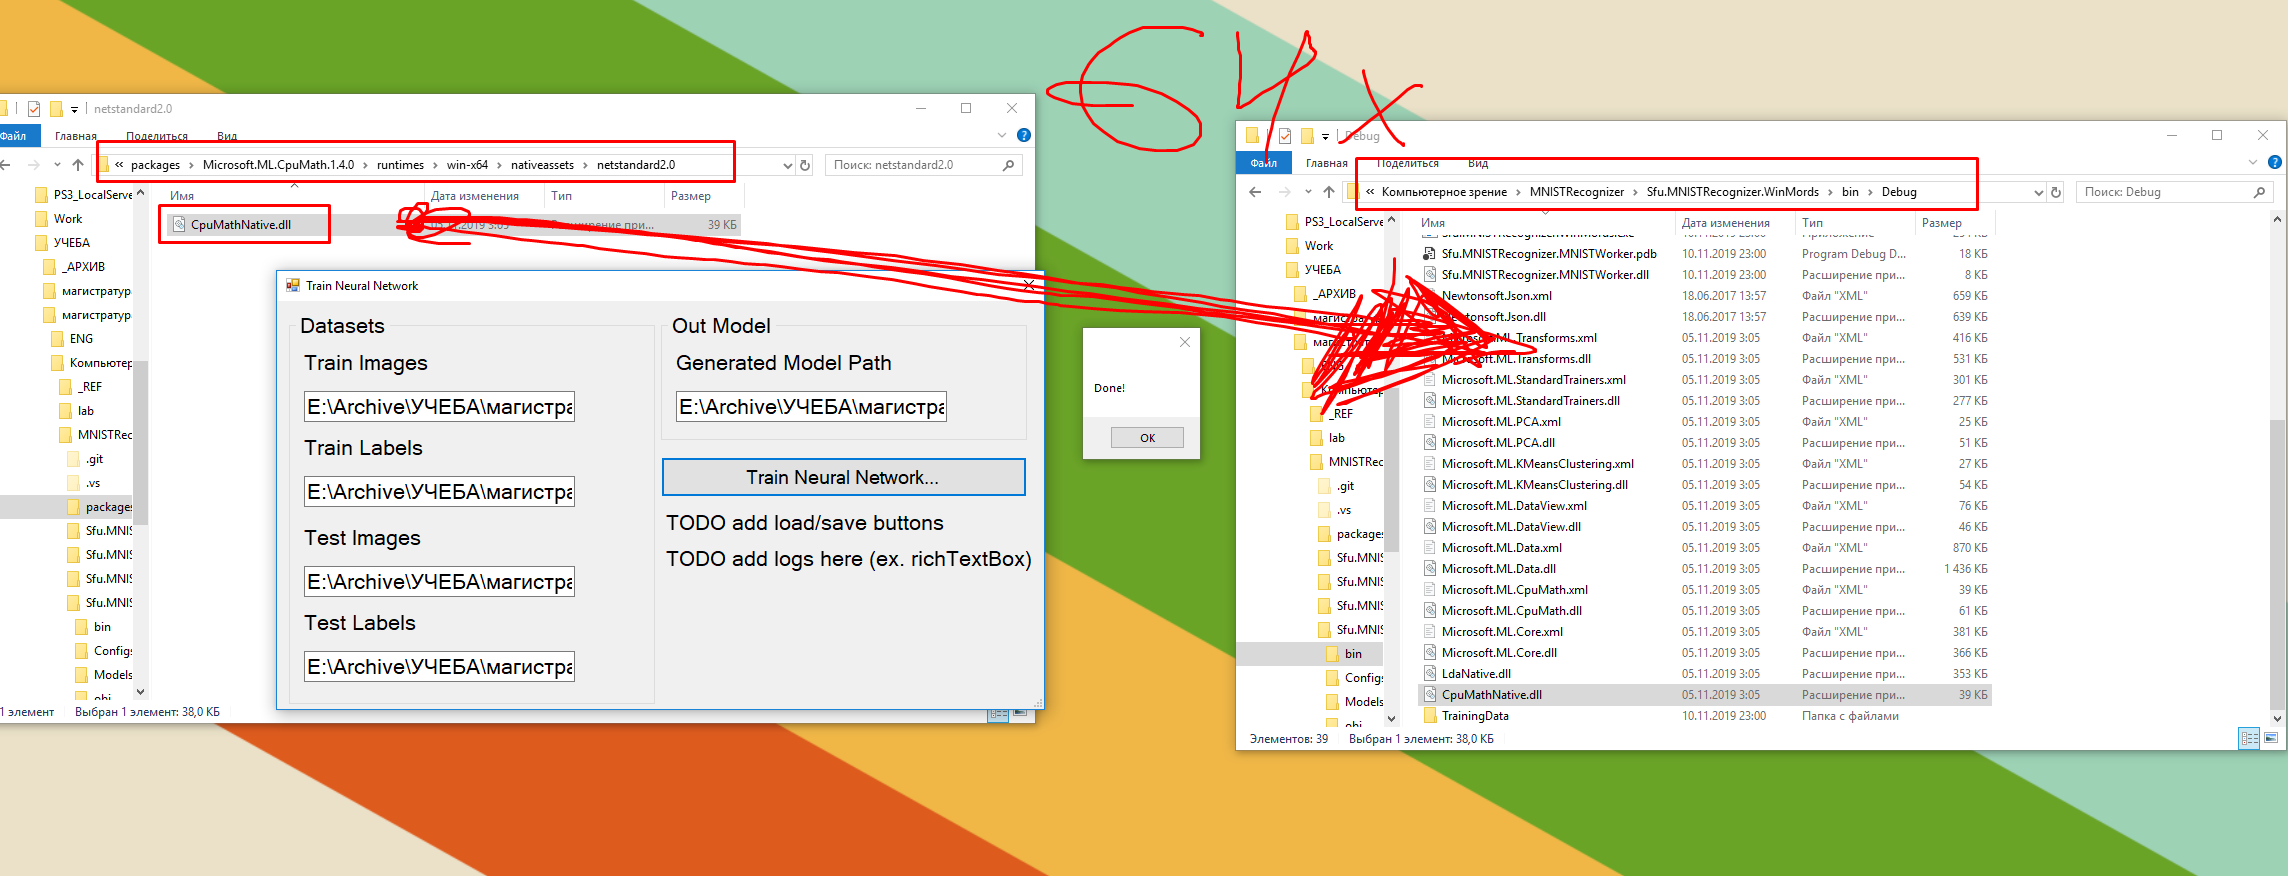 netstandard2.0
Файл Главная Поделиться Вид
« packages > Microsoft.ML.CpuMath.1.4.0 > runtimes > win-x64 > nativeassets > netstandard2.0
Поиск: netstandard2.0
Имя Дата изменения Тип Размер
CpuMathNative.dll 2019 3:05 39 КБ
PS3_LocalServe
Work
УЧЕБА
_АРХИВ
магистратур
магистратур
ENG
Компьютер
_REF
lab
MNISTRec
.git
.vs
packages
Sfu.MNIS
Sfu.MNIS
Sfu.MNIS
Sfu.MNIS
bin
Configs
Models
obj
1 элемент Выбран 1 элемент: 38,0 КБ
Train Neural Network
Datasets
Train Images
E:\Archive\УЧЕБА\магистра
Train Labels
E:\Archive\УЧЕБА\магистра
Test Images
E:\Archive\УЧЕБА\магистра
Test Labels
E:\Archive\УЧЕБА\магистра
Out Model
Generated Model Path
E:\Archive\УЧЕБА\магистра
Train Neural Network...
TODO add load/save buttons
TODO add logs here (ex. richTextBox)
Done!
OK
Debug
Файл Главная Поделиться Вид
« Компьютерное зрение > MNISTRecognizer > Sfu.MNISTRecognizer.WinMords > bin > Debug
Поиск: Debug
PS3_LocalServe
Work
УЧЕБА
_АРХИВ
_REF
lab
MNISTRec
.git
.vs
packages
Sfu.MNIS
Sfu.MNIS
Sfu.MNIS
Sfu.MNIS
bin
Configs
Models
obj
Имя Дата изменения Тип Размер
Sfu.MNISTRecognizer.MNISTWorker.pdb 10.11.2019 23:00 Program Debug D... 18 КБ
Sfu.MNISTRecognizer.MNISTWorker.dll 10.11.2019 23:00 Расширение при... 8 КБ
Newtonsoft.Json.xml 18.06.2017 13:57 Файл "XML" 659 КБ
Newtonsoft.Json.dll 18.06.2017 13:57 Расширение при... 639 КБ
Microsoft.ML.Transforms.xml 05.11.2019 3:05 Файл "XML" 416 КБ
Microsoft.ML.Transforms.dll 05.11.2019 3:05 Расширение при... 531 КБ
Microsoft.ML.StandardTrainers.xml 05.11.2019 3:05 Файл "XML" 301 КБ
Microsoft.ML.StandardTrainers.dll 05.11.2019 3:05 Расширение при... 277 КБ
Microsoft.ML.PCA.xml 05.11.2019 3:05 Файл "XML" 25 КБ
Microsoft.ML.PCA.dll 05.11.2019 3:05 Расширение при... 51 КБ
Microsoft.ML.KMeansClustering.xml 05.11.2019 3:05 Файл "XML" 27 КБ
Microsoft.ML.KMeansClustering.dll 05.11.2019 3:05 Расширение при... 54 КБ
Microsoft.ML.DataView.xml 05.11.2019 3:05 Файл "XML" 76 КБ
Microsoft.ML.DataView.dll 05.11.2019 3:05 Расширение при... 46 КБ
Microsoft.ML.Data.xml 05.11.2019 3:05 Файл "XML" 870 КБ
Microsoft.ML.Data.dll 05.11.2019 3:05 Расширение при... 1 436 КБ
Microsoft.ML.CpuMath.xml 05.11.2019 3:05 Файл "XML" 39 КБ
Microsoft.ML.CpuMath.dll 05.11.2019 3:05 Расширение при... 61 КБ
Microsoft.ML.Core.xml 05.11.2019 3:05 Файл "XML" 381 КБ
Microsoft.ML.Core.dll 05.11.2019 3:05 Расширение при... 366 КБ
LdaNative.dll 05.11.2019 3:05 Расширение при... 353 КБ
CpuMathNative.dll 05.11.2019 3:05 Расширение при... 39 КБ
TrainingData 10.11.2019 23:00 Папка с файлами
Элементов: 39 Выбран 1 элемент: 38,0 КБ